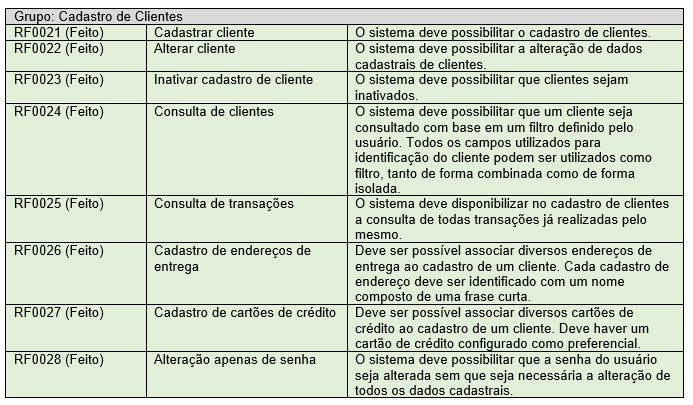 Grupo: Cadastro de Clientes
RF0021 (Feito) Cadastrar cliente O sistema deve possibilitar o cadastro de clientes.
RF0022 (Feito) Alterar cliente O sistema deve possibilitar a alteração de dados
cadastrais de clientes.
RF0023 (Feito) Inativar cadastro de cliente O sistema deve possibilitar que clientes sejam
inativados.
RF0024 (Feito) Consulta de clientes O sistema deve possibilitar que um cliente seja
consultado com base em um filtro definido pelo
usuário. Todos os campos utilizados para
identificação do cliente podem ser utilizados como
filtro, tanto de forma combinada como de forma
isolada.
RF0025 (Feito) Consulta de transações O sistema deve disponibilizar no cadastro de clientes
a consulta de todas transações já realizadas pelo
mesmo.
RF0026 (Feito) Cadastro de endereços de entrega Deve ser possível associar diversos endereços de
entrega ao cadastro de um cliente. Cada cadastro de
endereço deve ser identificado com um nome
composto de uma frase curta.
RF0027 (Feito) Cadastro de cartões de crédito Deve ser possível associar diversos cartões de
crédito ao cadastro de um cliente. Deve haver um
cartão de crédito configurado como preferencial.
RF0028 (Feito) Alteração apenas de senha O sistema deve possibilitar que a senha do usuário
seja alterada sem que seja necessária a alteração de
todos os dados cadastrais.